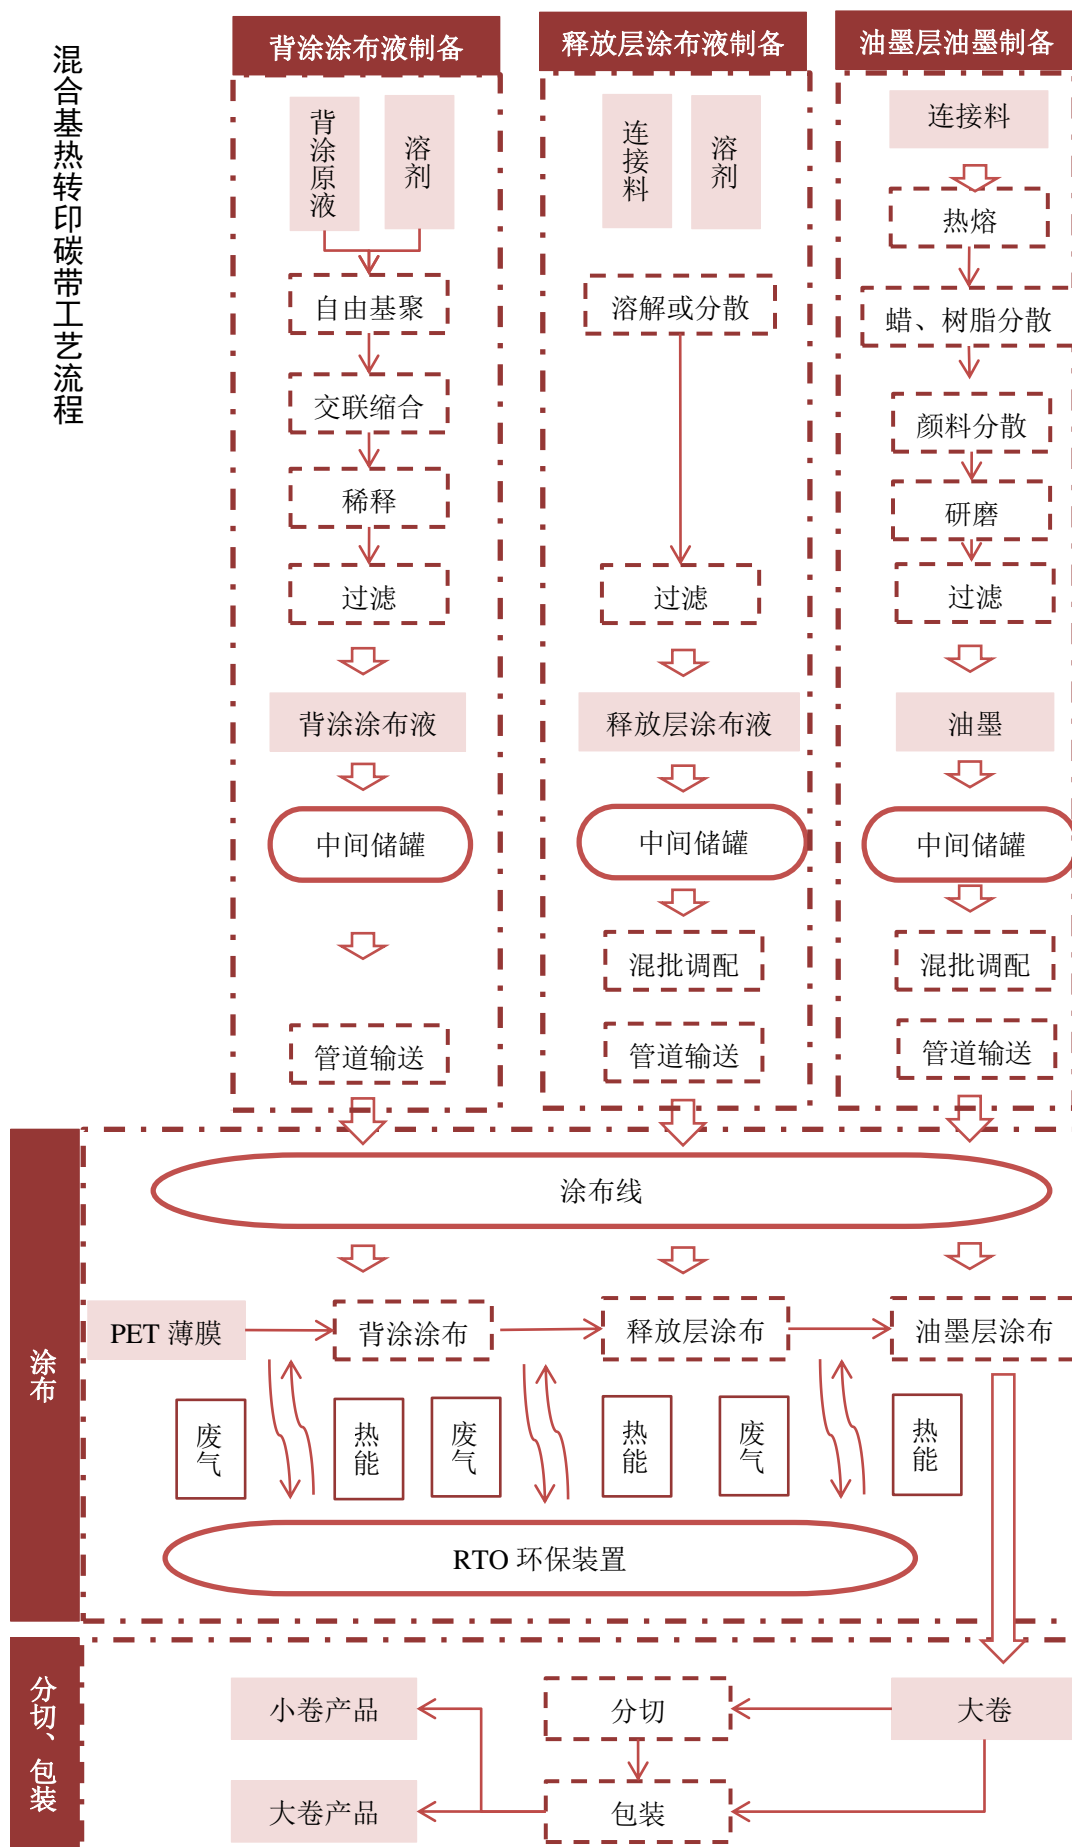 混合基热转印碳带工艺流程
背涂涂布液制备
背涂原液
溶剂
自由基聚
交联缩合
稀释
过滤
背涂涂布液
中间储罐
管道输送
释放层涂布液制备
连接料
溶剂
溶解或分散
过滤
释放层涂布液
中间储罐
混批调配
管道输送
油墨层油墨制备
连接料
热熔
蜡、树脂分散
颜料分散
研磨
过滤
油墨
中间储罐
混批调配
管道输送
涂布
涂布线
PET 薄膜
背涂涂布
释放层涂布
油墨层涂布
废气
热能
废气
热能
废气
热能
RTO 环保装置
分切、包装
小卷产品
分切
大卷
大卷产品
包装